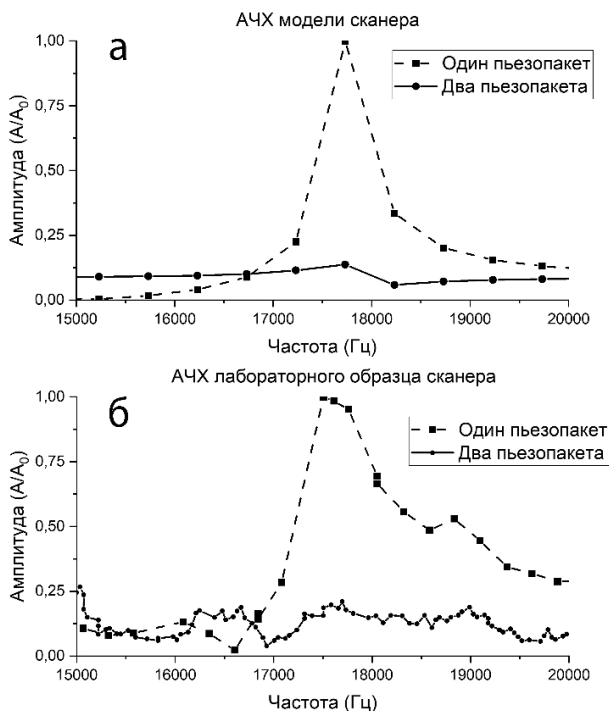 АЧХ модели сканера
а
Один пьезопакет
Два пьезопакета
Амплитуда (A/A₀)
1,00
0,75
0,50
0,25
0,00
15000 16000 17000 18000 19000 20000
Частота (Гц)
АЧХ лабораторного образца сканера
б
Один пьезопакет
Два пьезопакета
Амплитуда (A/A₀)
1,00
0,75
0,50
0,25
0,00
15000 16000 17000 18000 19000 20000
Частота (Гц)